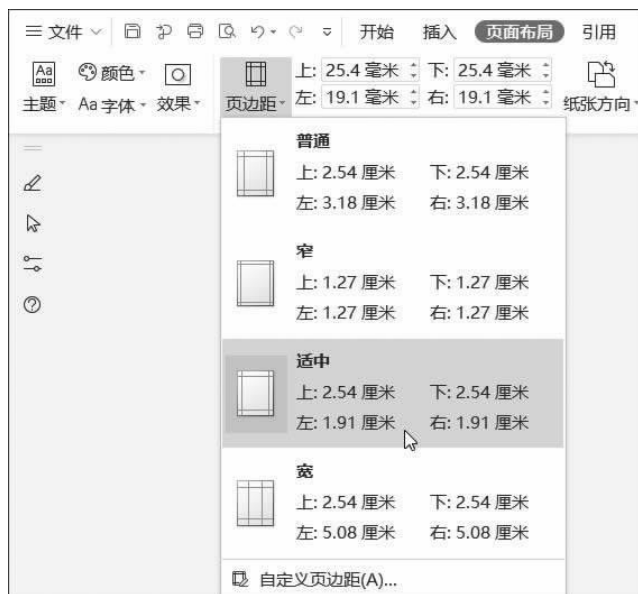 文件 开始 插入 页面布局 引用
Aa 颜色 上: 25.4 毫米 下: 25.4 毫米
主题 Aa 字体 效果 页边距 左: 19.1 毫米 右: 19.1 毫米 纸张方向
普通
上: 2.54 厘米 下: 2.54 厘米
左: 3.18 厘米 右: 3.18 厘米
窄
上: 1.27 厘米 下: 1.27 厘米
左: 1.27 厘米 右: 1.27 厘米
适中
上: 2.54 厘米 下: 2.54 厘米
左: 1.91 厘米 右: 1.91 厘米
宽
上: 2.54 厘米 下: 2.54 厘米
左: 5.08 厘米 右: 5.08 厘米
自定义页边距(A)...